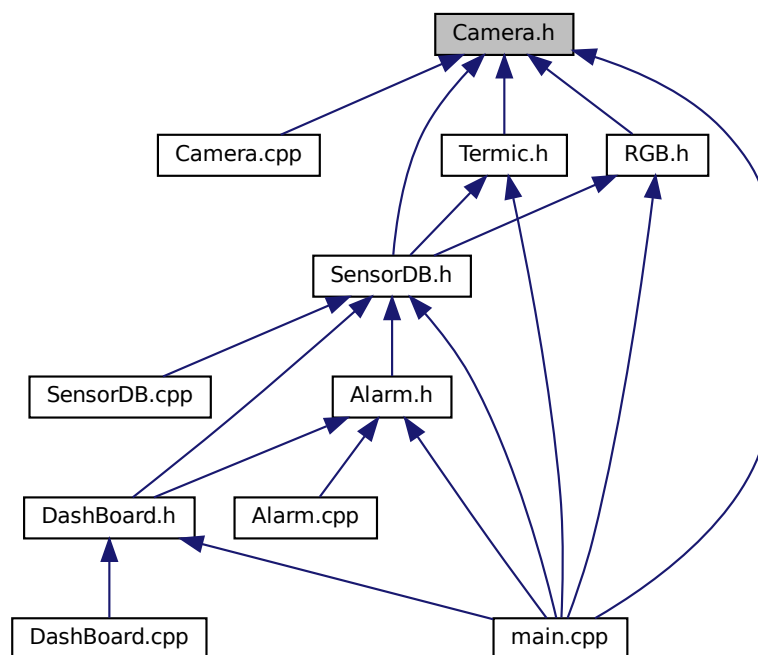 Camera.h
Camera.cpp
Termic.h
RGB.h
SensorDB.h
SensorDB.cpp
Alarm.h
DashBoard.h
Alarm.cpp
DashBoard.cpp
main.cpp